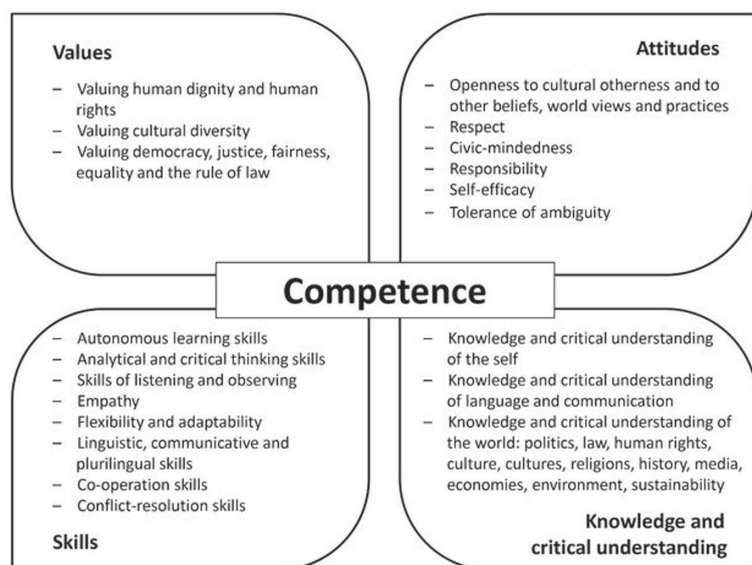 Values
– Valuing human dignity and human
rights
– Valuing cultural diversity
– Valuing democracy, justice, fairness,
equality and the rule of law
Attitudes
– Openness to cultural otherness and to
other beliefs, world views and practices
– Respect
– Civic-mindedness
– Responsibility
– Self-efficacy
– Tolerance of ambiguity
Competence
– Autonomous learning skills
– Analytical and critical thinking skills
– Skills of listening and observing
– Empathy
– Flexibility and adaptability
– Linguistic, communicative and
plurilingual skills
– Co-operation skills
– Conflict-resolution skills
Skills
– Knowledge and critical understanding
of the self
– Knowledge and critical understanding
of language and communication
– Knowledge and critical understanding of
the world: politics, law, human rights,
culture, cultures, religions, history, media,
economies, environment, sustainability
Knowledge and
critical understanding